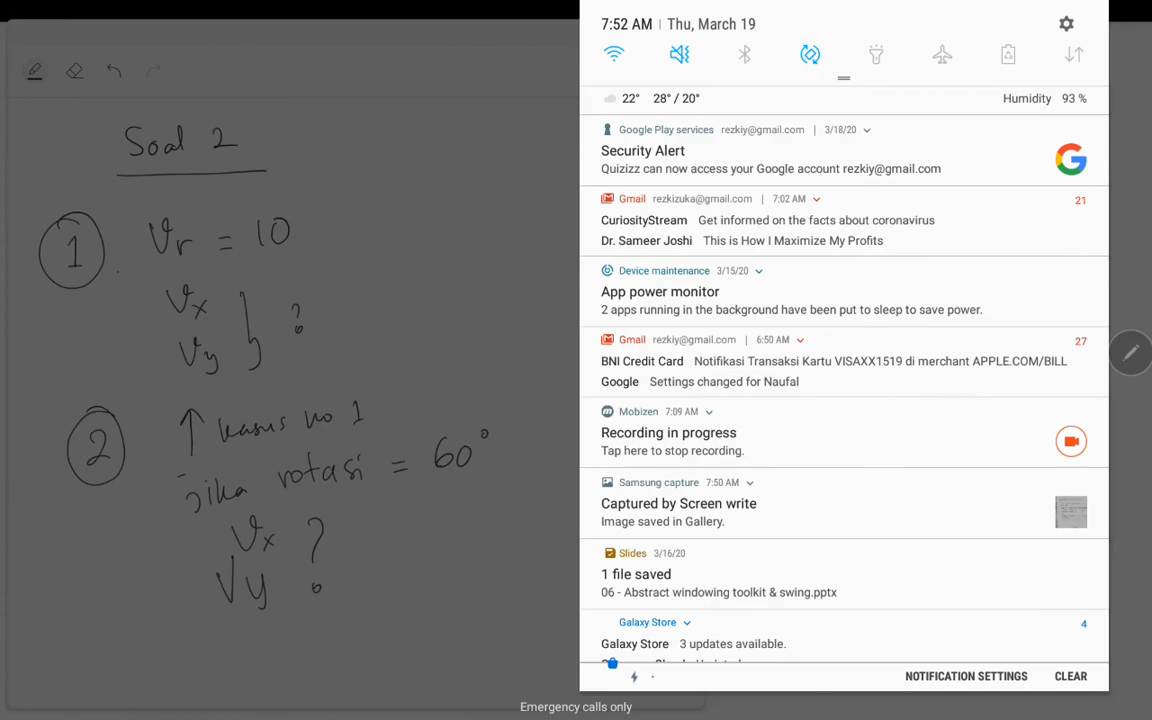 7:52 AM | Thu, March 19
22° 28° / 20° Humidity 93 %
Google Play services rezkiy@gmail.com | 3/18/20
Security Alert
Quizizz can now access your Google account rezkiy@gmail.com
Gmail rezkizuka@gmail.com | 7:02 AM 21
CuriosityStream Get informed on the facts about coronavirus
Dr. Sameer Joshi This is How I Maximize My Profits
Device maintenance 3/15/20
App power monitor
2 apps running in the background have been put to sleep to save power.
Gmail rezkiy@gmail.com | 6:50 AM 27
BNI Credit Card Notifikasi Transaksi Kartu VISAXX1519 di merchant APPLE.COM/BILL
Google Settings changed for Naufal
Mobizen 7:09 AM
Recording in progress
Tap here to stop recording.
Samsung capture 7:50 AM
Captured by Screen write
Image saved in Gallery.
Slides 3/16/20
1 file saved
06 - Abstract windowing toolkit & swing.pptx
Galaxy Store 4
Galaxy Store 3 updates available.
NOTIFICATION SETTINGS CLEAR
Emergency calls only
Soal 2
1. Vr = 10
Vx
Vy } ?
2 ↑ kasus no 1
jika rotasi = 60°
Vx ?
Vy